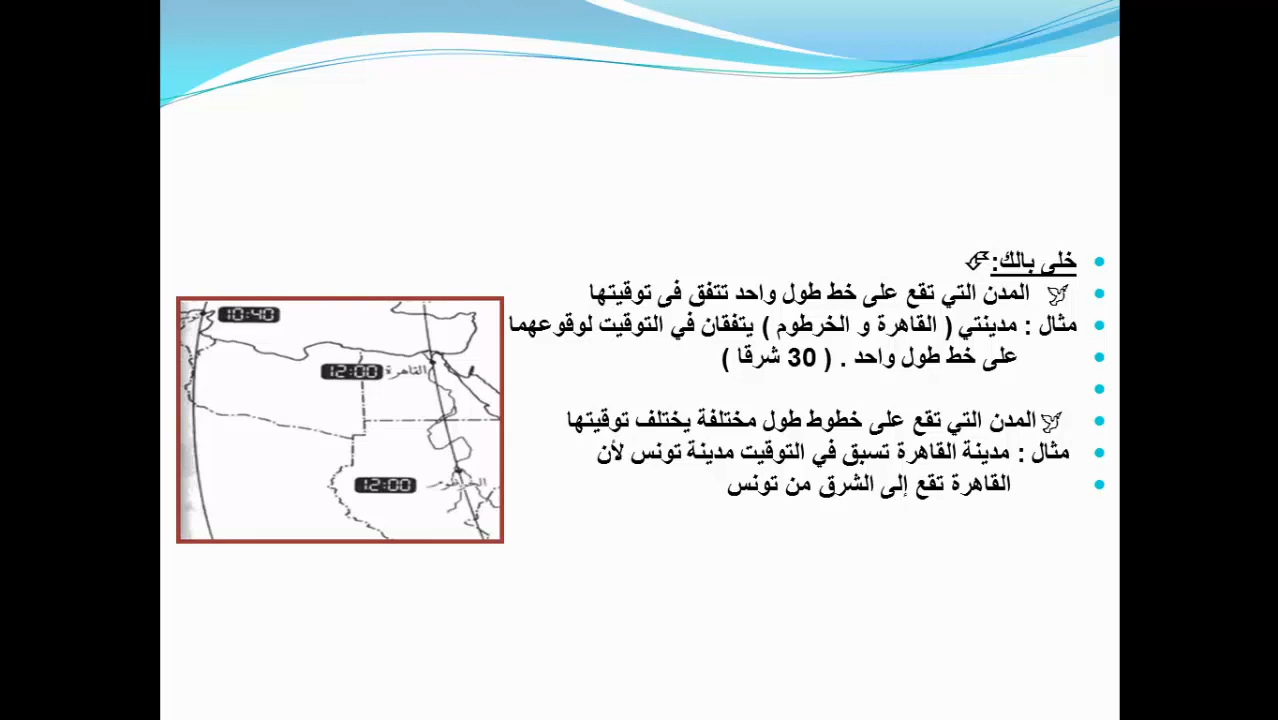 خلى بالك:
المدن التي تقع على خط طول واحد تتفق فى توقيتها
مثال : مدينتي ( القاهرة و الخرطوم ) يتفقان في التوقيت لوقوعهما
على خط طول واحد . ( 30 شرقا )
المدن التي تقع على خطوط طول مختلفة يختلف توقيتها
مثال : مدينة القاهرة تسبق في التوقيت مدينة تونس لأن
القاهرة تقع إلى الشرق من تونس
10:40
12:00 القاهرة
12:00 الخرطوم